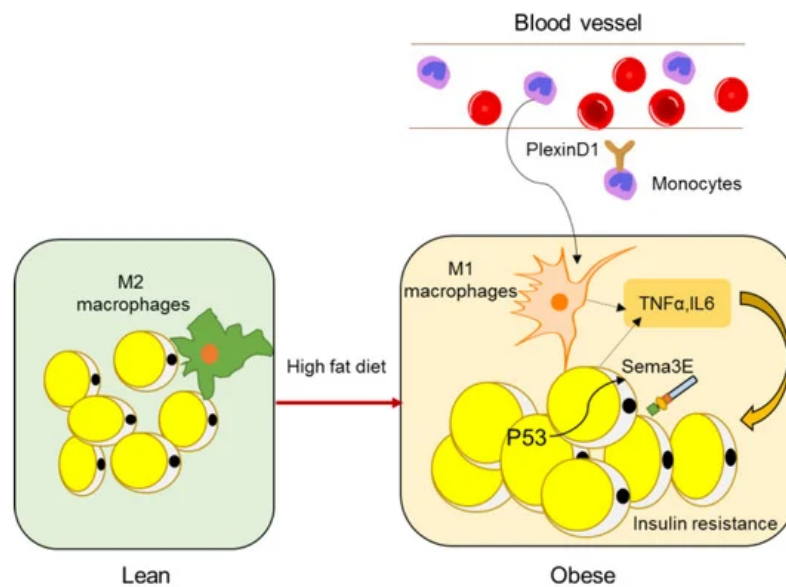 Blood vessel
PlexinD1
Monocytes
M2
macrophages
High fat diet
M1
macrophages
TNFα,IL6
Sema3E
P53
Insulin resistance
Lean
Obese